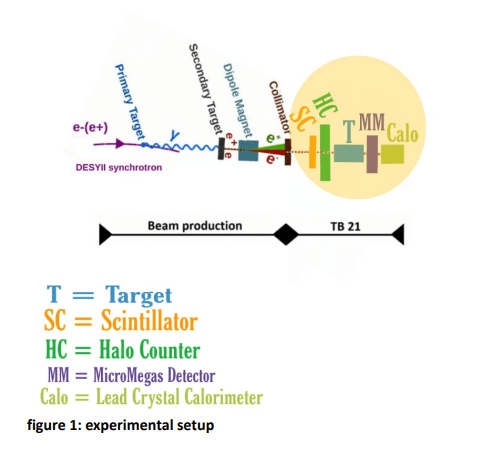 Primary Target
Secondary Target
Dipole Magnet
Collimator
SC
HC
T
MM
Calo
e-(e+)
γ
e+
e-
e+
e-
DESYII synchrotron
Beam production
TB 21
T = Target
SC = Scintillator
HC = Halo Counter
MM = MicroMegas Detector
Calo = Lead Crystal Calorimeter
figure 1: experimental setup